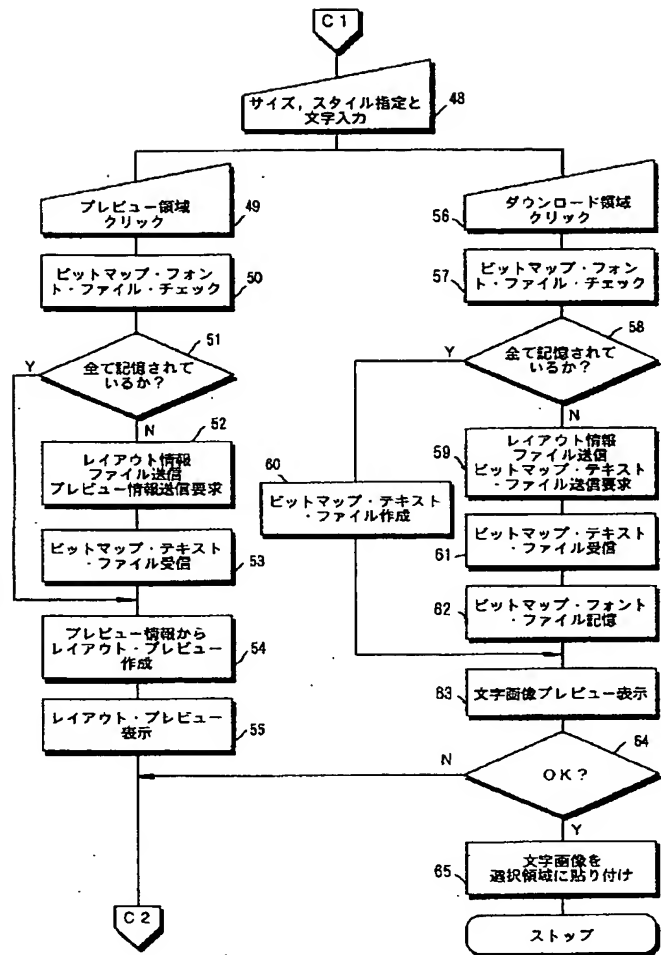 C1
サイズ,スタイル指定と
文字入力
48
プレビュー領域
クリック
49
ビットマップ・フォン
ト・ファイル・チェック
50
全て記憶されて
いるか?
51
Y
N
52
レイアウト情報
ファイル送信
プレビュー情報送信要求
ビットマップ・テキスト
・ファイル受信
53
プレビュー情報から
レイアウト・プレビュー
作成
54
レイアウト・プレビュー
表示
55
C2
ダウンロード領域
クリック
56
ビットマップ・フォン
ト・ファイル・チェック
57
全て記憶されて
いるか?
58
Y
N
レイアウト情報
ファイル送信
ビットマップ・テキスト
・ファイル送信要求
59
60
ビットマップ・テキスト
・ファイル作成
ビットマップ・テキスト
・ファイル受信
61
ビットマップ・フォント
・ファイル記憶
62
文字画像プレビュー表示
63
OK?
64
N
Y
文字画像を
選択領域に貼り付け
65
ストップ